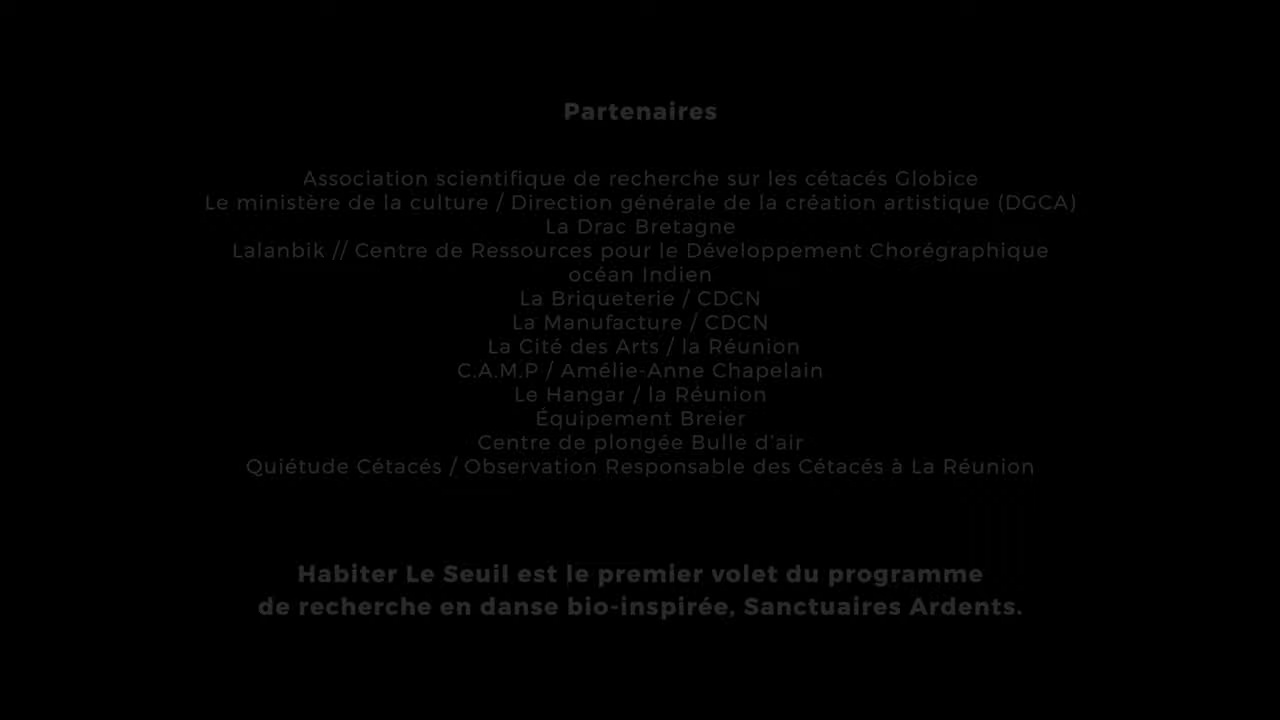 Partenaires
Association scientifique de recherche sur les cétacés Globice
Le ministère de la culture / Direction générale de la création artistique (DGCA)
La Drac Bretagne
Lalanbik // Centre de Ressources pour le Développement Chorégraphique
océan Indien
La Briqueterie / CDCN
La Manufacture / CDCN
La Cité des Arts / la Réunion
C.A.M.P / Amélie-Anne Chapelain
Le Hangar / la Réunion
Équipement Breier
Centre de plongée Bulle d'air
Quiétude Cétacés / Observation Responsable des Cétacés à La Réunion
Habiter Le Seuil est le premier volet du programme
de recherche en danse bio-inspirée, Sanctuaires Ardents.